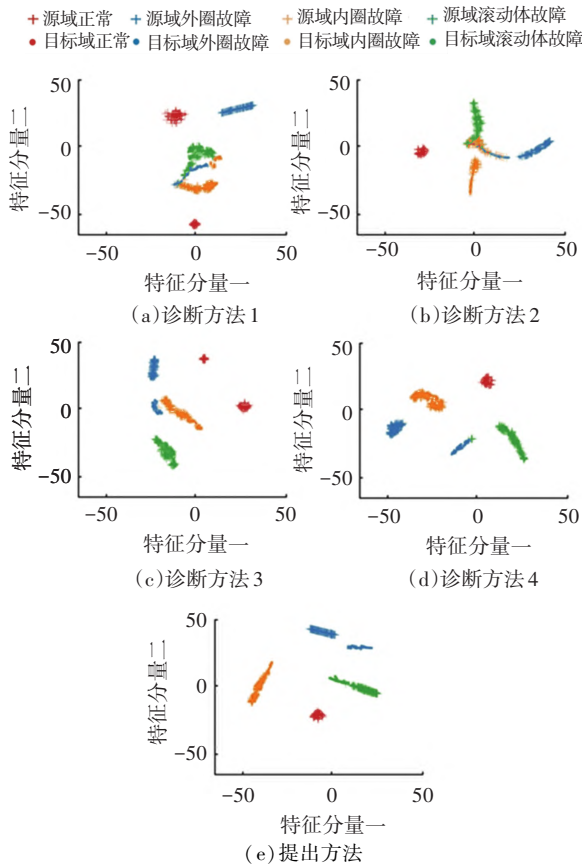 源域正常 源域外圈故障 源域内圈故障 源域滚动体故障
目标域正常 目标域外圈故障 目标域内圈故障 目标域滚动体故障
50
0
-50
特征分量二
-50 0 50
特征分量一
(a)诊断方法1
50
0
-50
特征分量二
-50 0 50
特征分量一
(b)诊断方法2
50
0
-50
特征分量二
-50 0 50
特征分量一
(c)诊断方法3
50
0
-50
特征分量二
-50 0 50
特征分量一
(d)诊断方法4
50
0
-50
特征分量二
-50 0 50
特征分量一
(e)提出方法